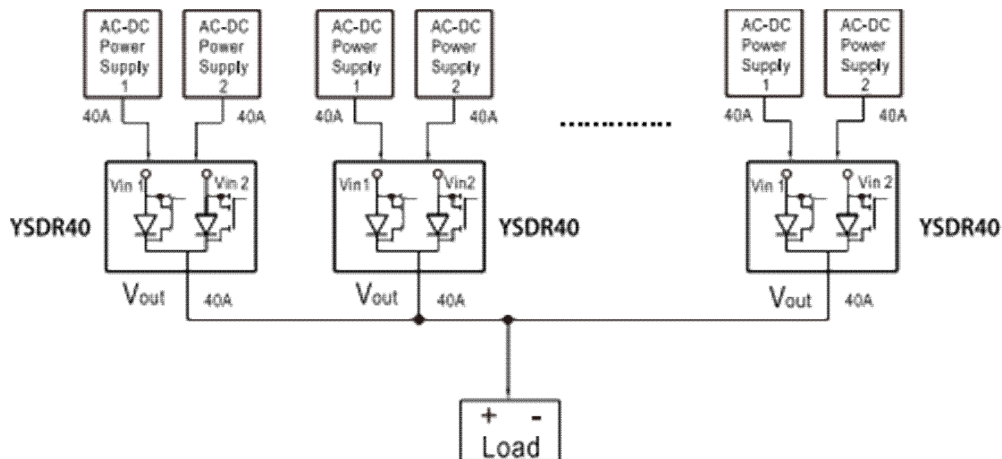 AC-DC
Power
Supply
1
AC-DC
Power
Supply
2
AC-DC
Power
Supply
1
AC-DC
Power
Supply
2
AC-DC
Power
Supply
1
AC-DC
Power
Supply
2
40A
40A
40A
40A
40A
40A
Vin 1
Vin 2
Vin1
Vin2
Vin 1
Vin 2
YSDR40
YSDR40
YSDR40
Vout
40A
Vout
40A
Vout
40A
+ -
Load